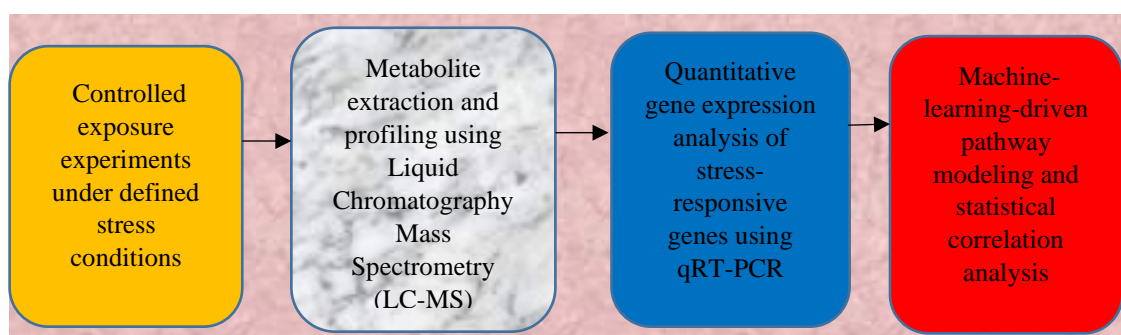 Controlled
exposure
experiments
under defined
stress
conditions
Metabolite
extraction and
profiling using
Liquid
Chromatography
Mass
Spectrometry
(LC-MS)
Quantitative
gene expression
analysis of
stress-
responsive
genes using
qRT-PCR
Machine-
learning-driven
pathway
modeling and
statistical
correlation
analysis